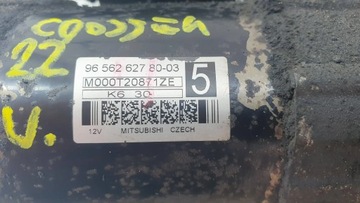 22
V.
96 562 627 80-03
M000T20871ZE
5
K6 30
12V MITSUBISHI CZECH